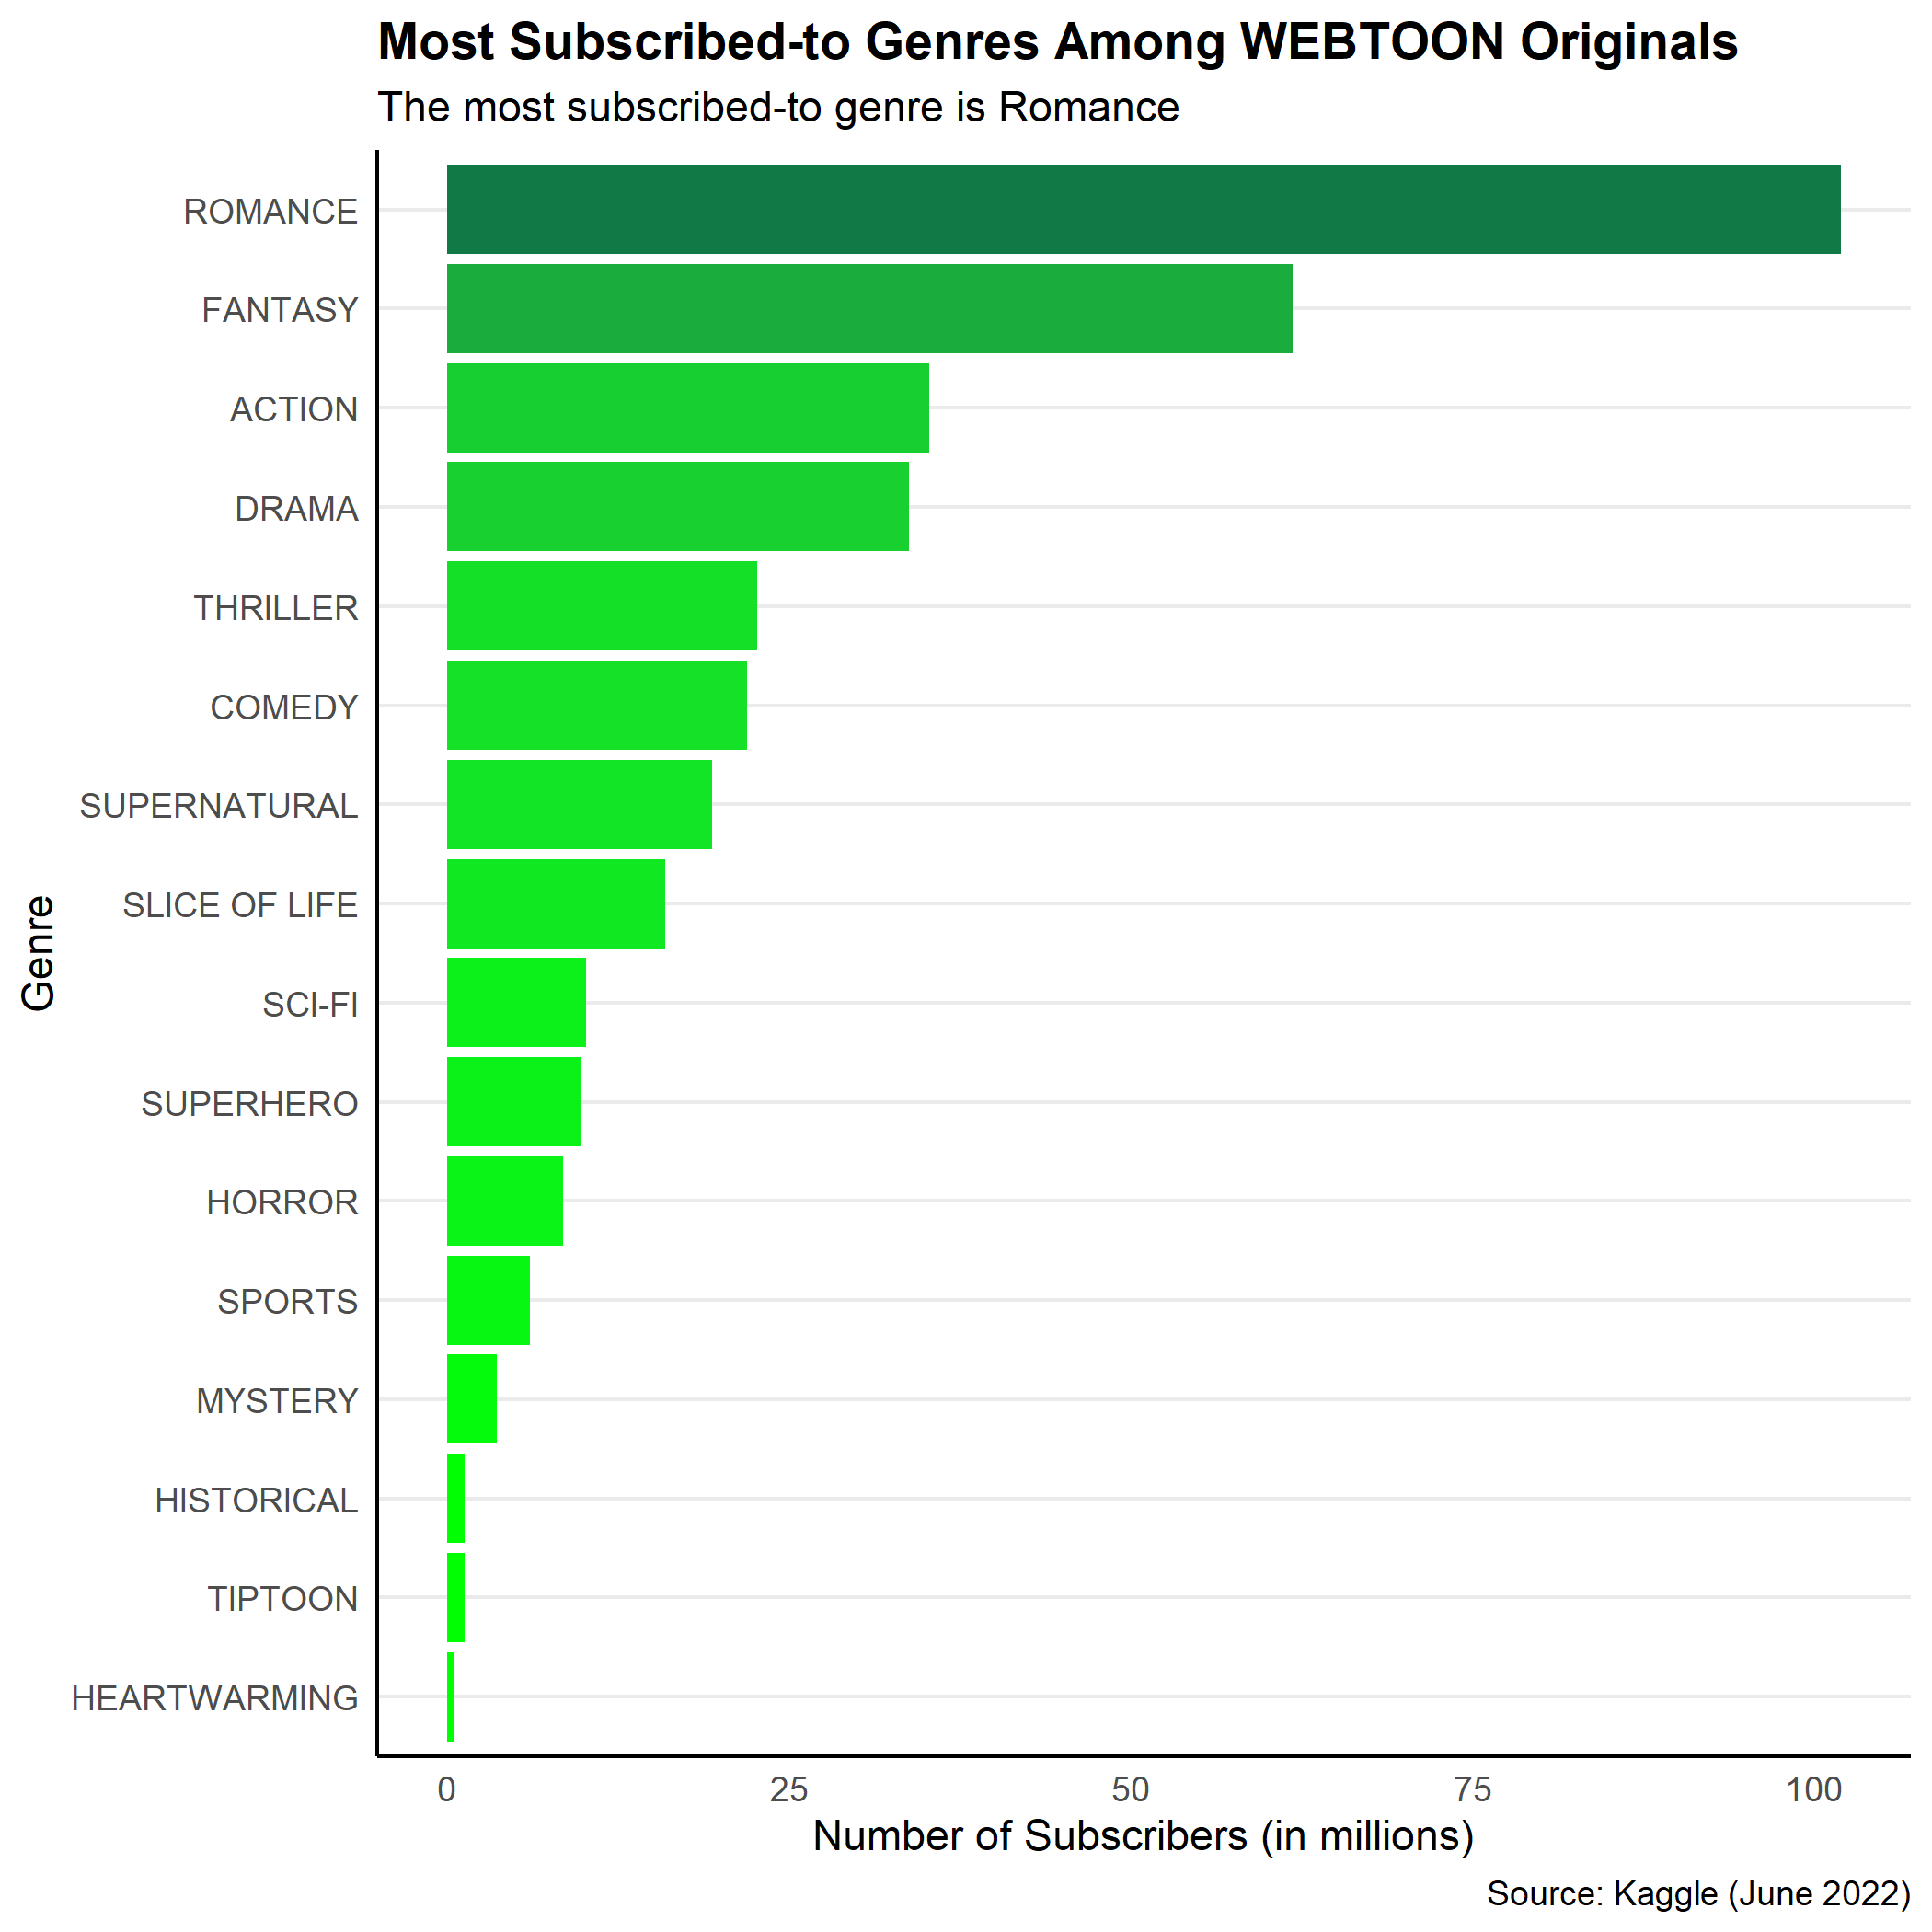 Most Subscribed-to Genres Among WEBTOON Originals
The most subscribed-to genre is Romance
ROMANCE
FANTASY
ACTION
DRAMA
THRILLER
COMEDY
SUPERNATURAL
SLICE OF LIFE
SCI-FI
SUPERHERO
HORROR
SPORTS
MYSTERY
HISTORICAL
TIPTOON
HEARTWARMING
Genre
0 25 50 75 100
Number of Subscribers (in millions)
Source: Kaggle (June 2022)